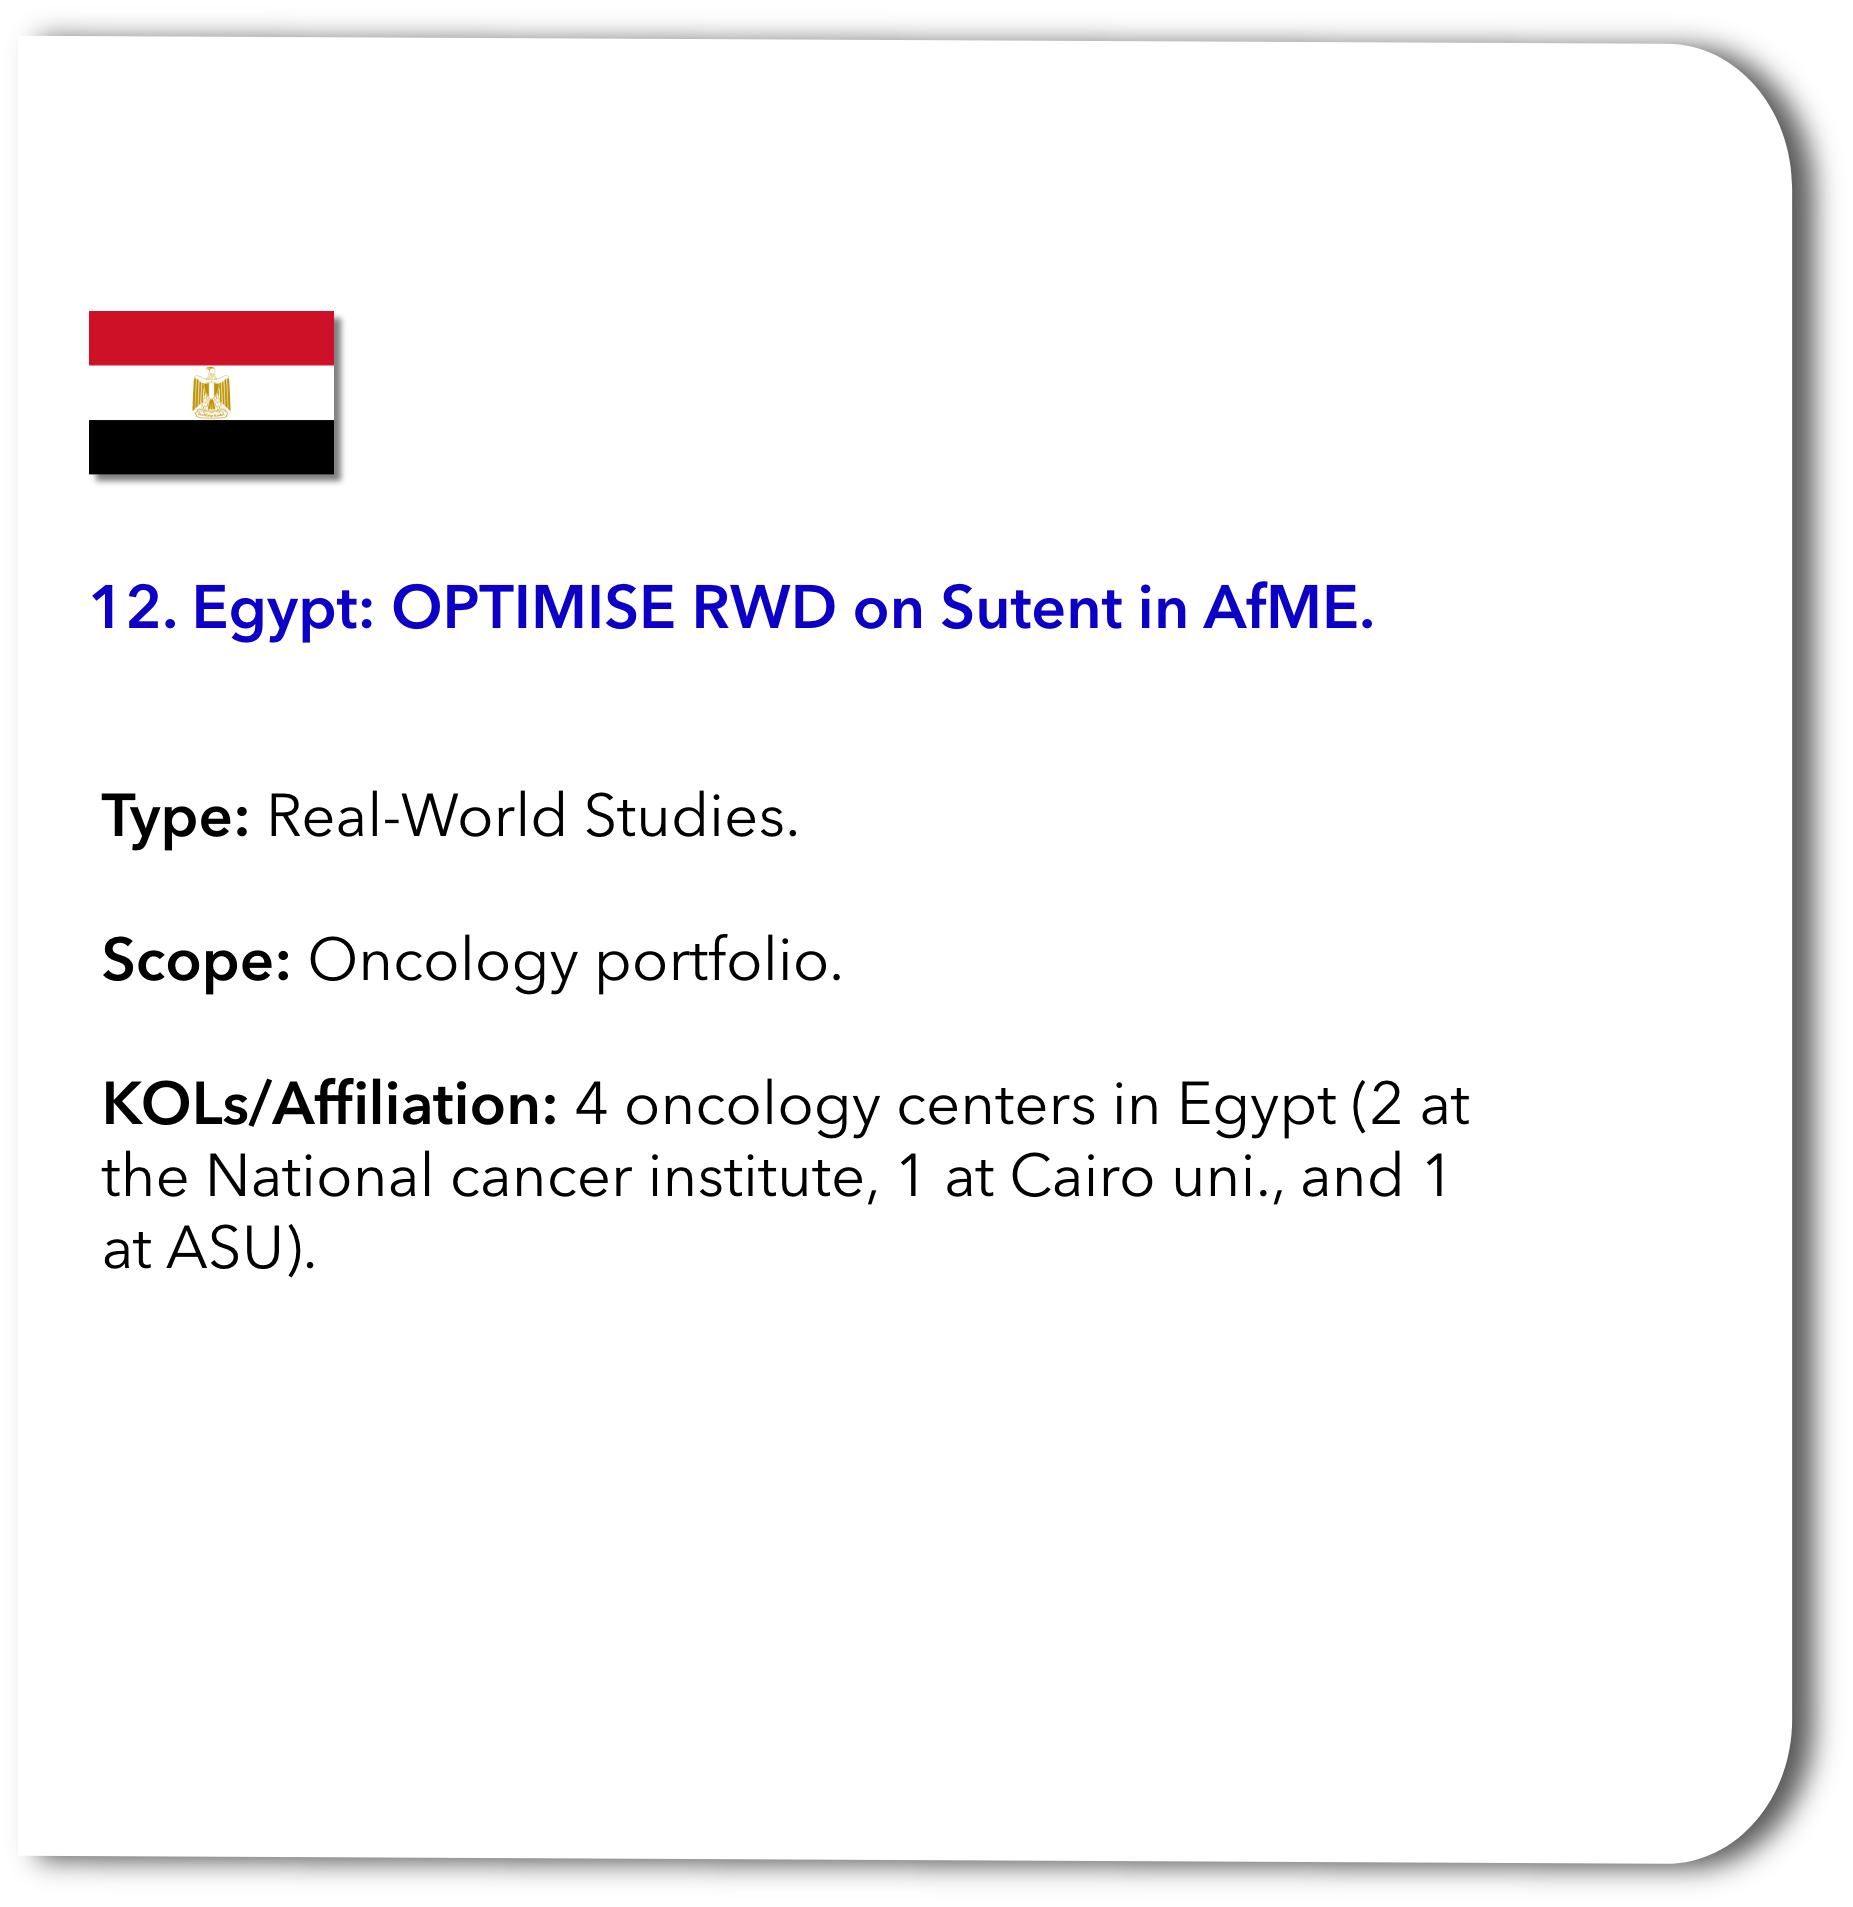 12. Egypt: OPTIMISE RWD on Sutent in AfME.
Type: Real-World Studies.
Scope: Oncology portfolio.
KOLs/Affiliation: 4 oncology centers in Egypt (2 at
the National cancer institute, 1 at Cairo uni., and 1
at ASU).